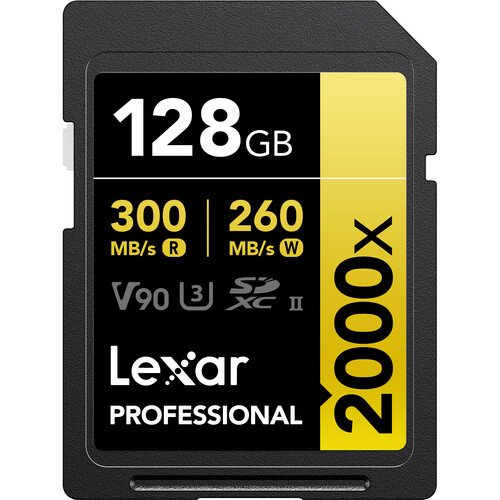 128GB
300 MB/s R | 260 MB/s W
V90 U3 SDXC II
Lexar
PROFESSIONAL
2000x